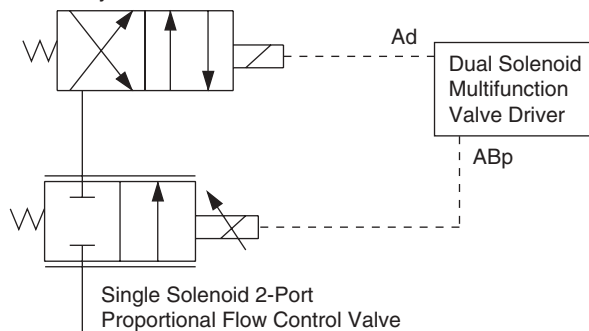 Ad
Dual Solenoid
Multifunction
Valve Driver
ABp
Single Solenoid 2-Port
Proportional Flow Control Valve